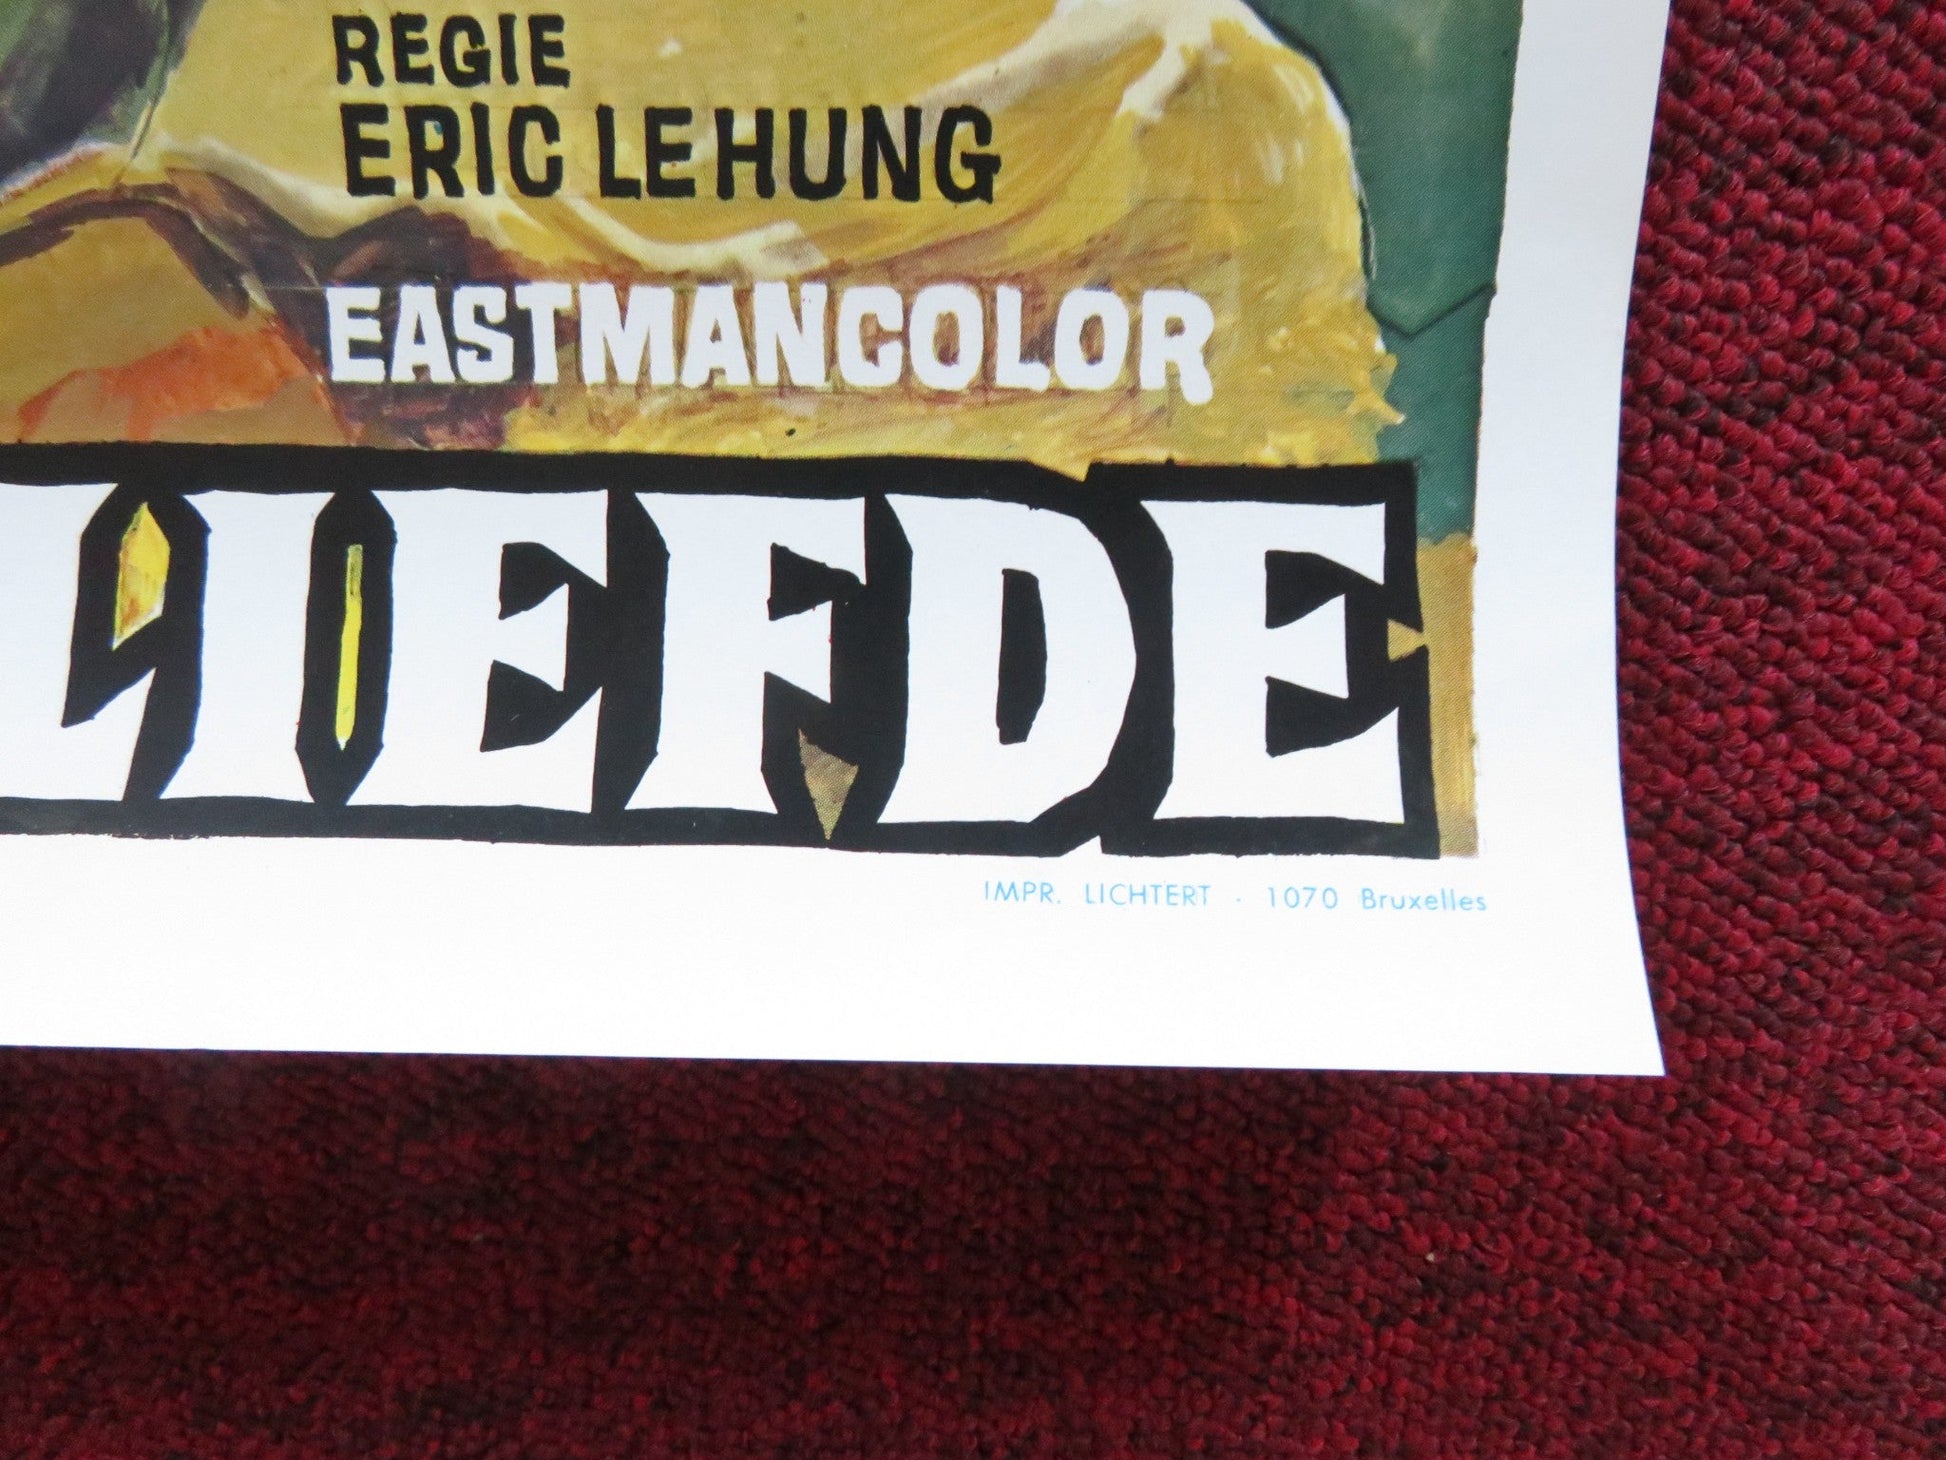 REGIE
ERIC LEHUNG
EASTMANCOLOR
LIEFDE
IMPR. LICHTERT · 1070 Bruxelles